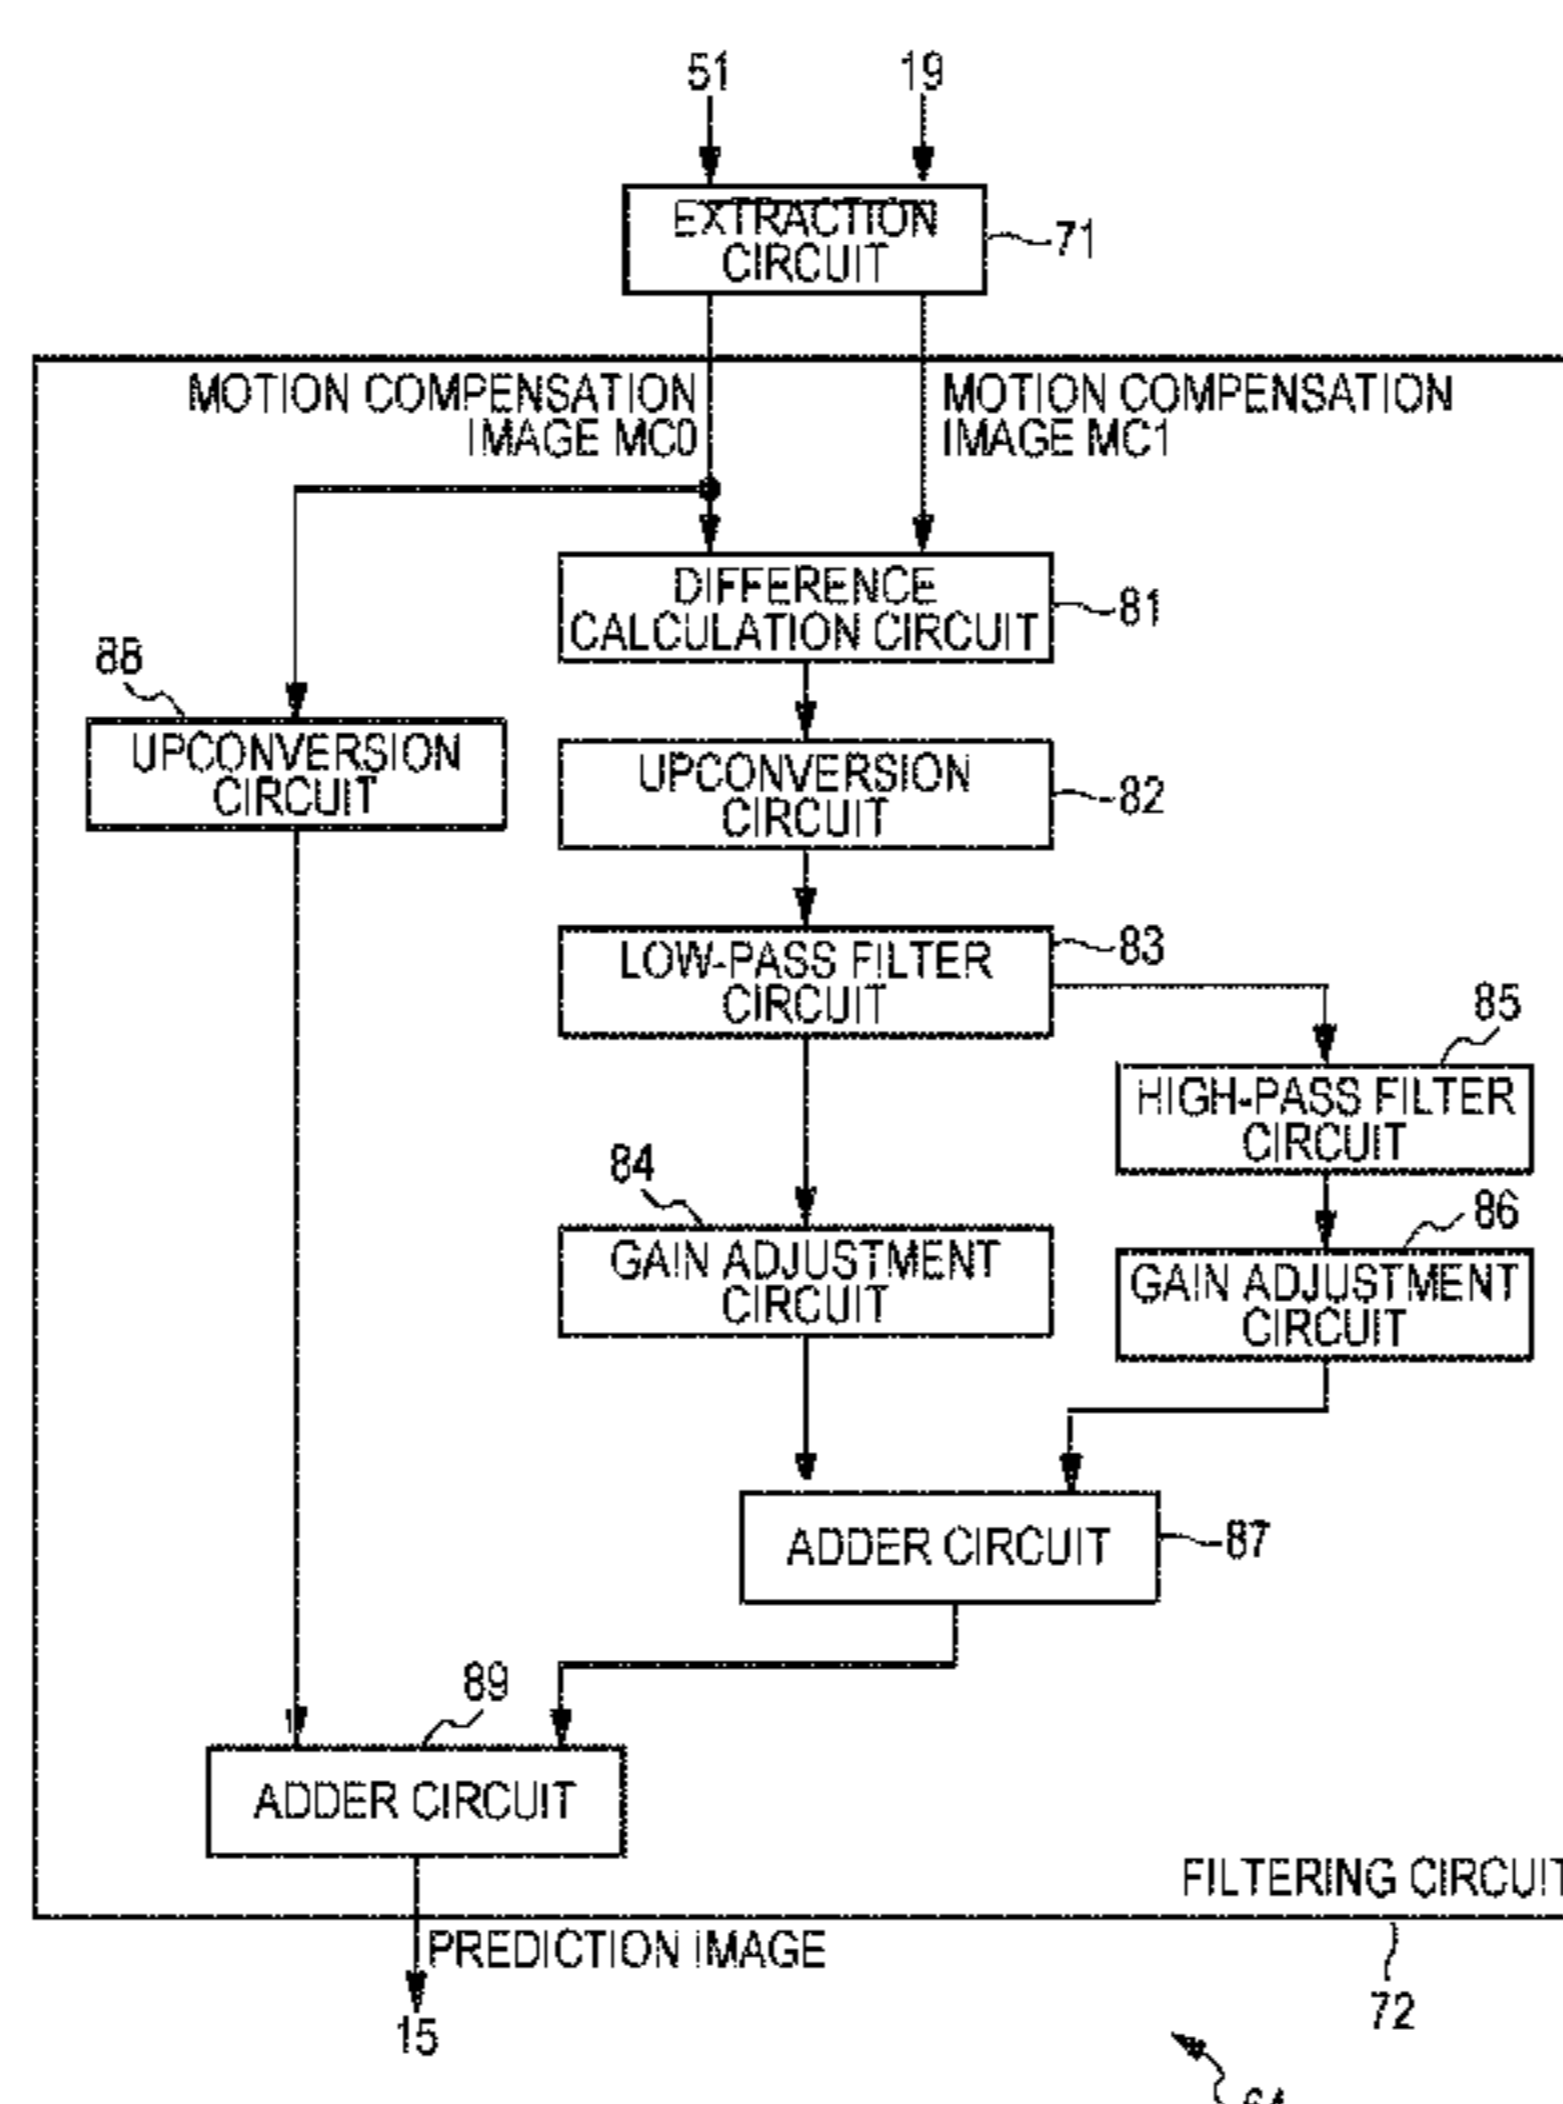 51
19
EXTRACTION
CIRCUIT
71
MOTION COMPENSATION
IMAGE MC0
MOTION COMPENSATION
IMAGE MC1
DIFFERENCE
CALCULATION CIRCUIT
81
88
UPCONVERSION
CIRCUIT
UPCONVERSION
CIRCUIT
82
LOW-PASS FILTER
CIRCUIT
83
85
HIGH-PASS FILTER
CIRCUIT
84
GAIN ADJUSTMENT
CIRCUIT
86
GAIN ADJUSTMENT
CIRCUIT
ADDER CIRCUIT
87
89
ADDER CIRCUIT
FILTERING CIRCUIT
PREDICTION IMAGE
72
15